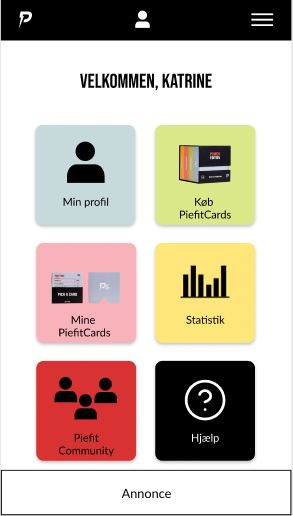 VELKOMMEN, KATRINE
Min profil
Køb
PiefitCards
Mine
PiefitCards
Statistik
Piefit
Community
Hjælp
Annonce